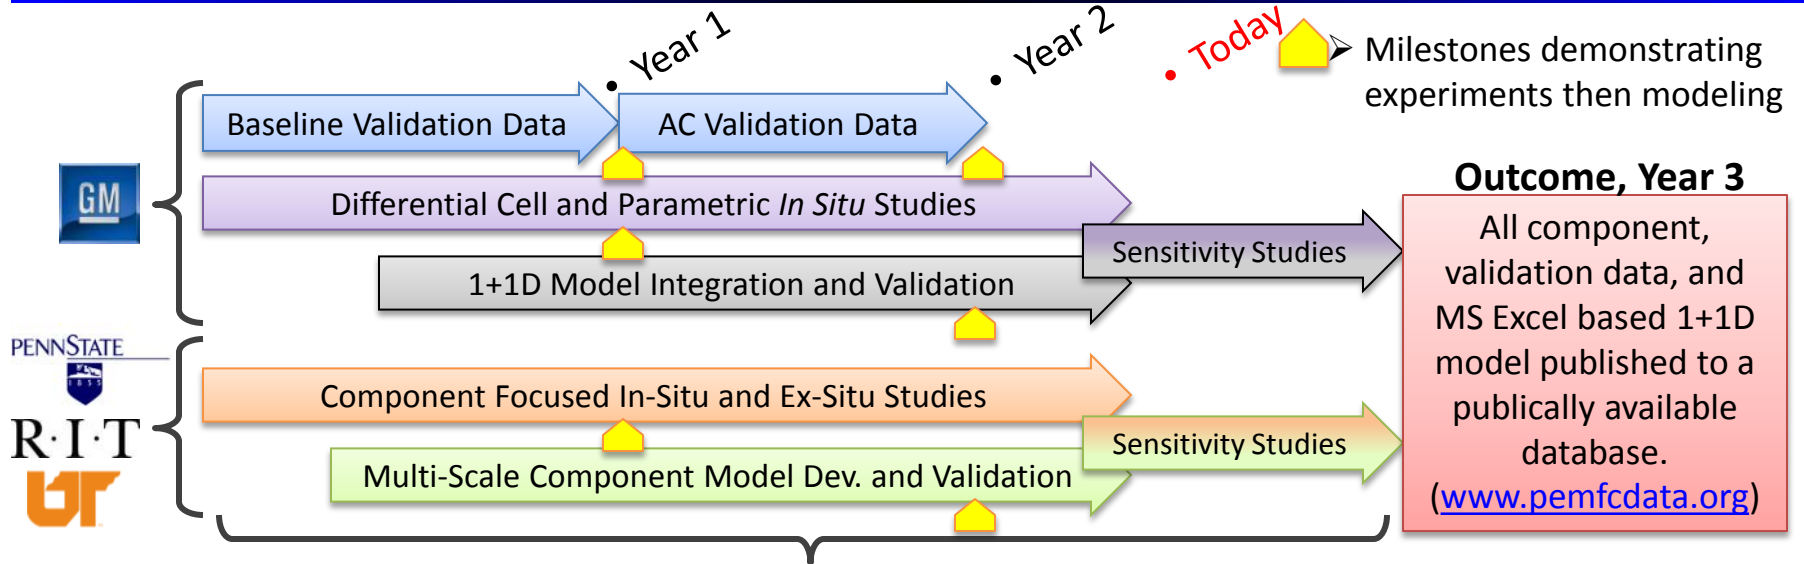 • Year 1
• Year 2
• Today
➢ Milestones demonstrating
experiments then modeling
Baseline Validation Data
AC Validation Data
GM
Differential Cell and Parametric In Situ Studies
Sensitivity Studies
1+1D Model Integration and Validation
PENNSTATE
1855
R·I·T
UT
Component Focused In-Situ and Ex-Situ Studies
Sensitivity Studies
Multi-Scale Component Model Dev. and Validation
Outcome, Year 3
All component,
validation data, and
MS Excel based 1+1D
model published to a
publically available
database.
(www.pemfcdata.org)